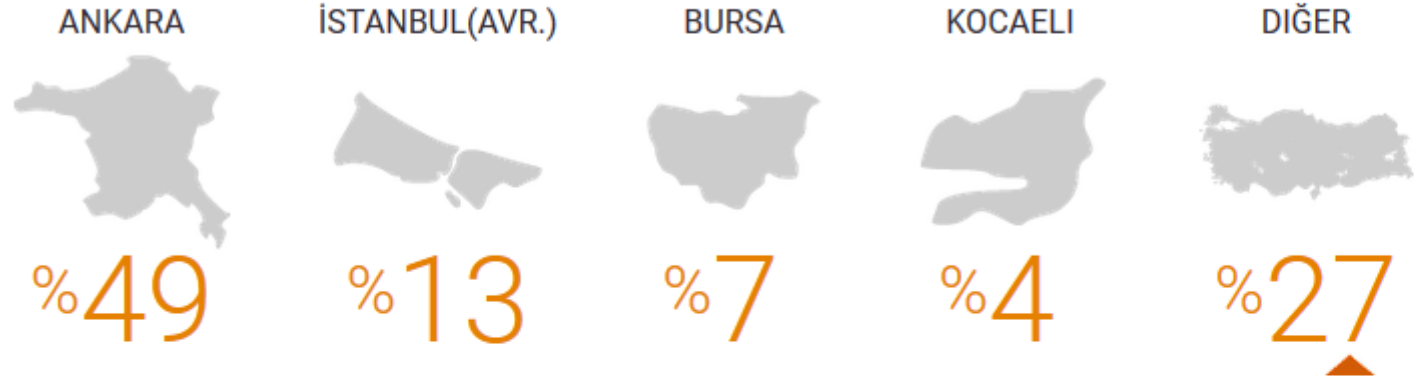 ANKARA
İSTANBUL(AVR.)
BURSA
KOCAELI
DIĞER
%49
%13
%7
%4
%27